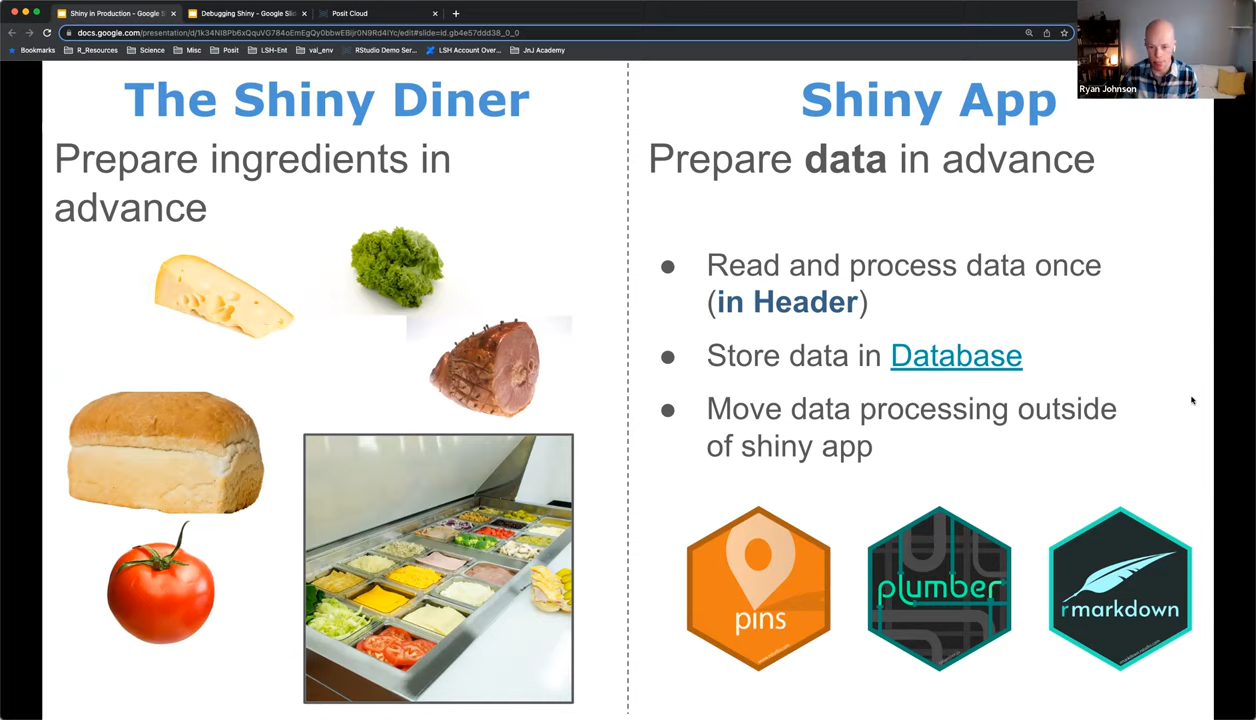 Shiny in Production - Google S
Debugging Shiny - Google Slid
Posit Cloud
Bookmarks
R_Resources
Science
Misc
Posit
LSH-Ent
val_env
RStudio Demo Ser...
LSH Account Over...
JnJ Academy
Ryan Johnson
The Shiny Diner
Prepare ingredients in
advance
Shiny App
Prepare data in advance
● Read and process data once
(in Header)
● Store data in Database
● Move data processing outside
of shiny app
pins
plumber
rmarkdown